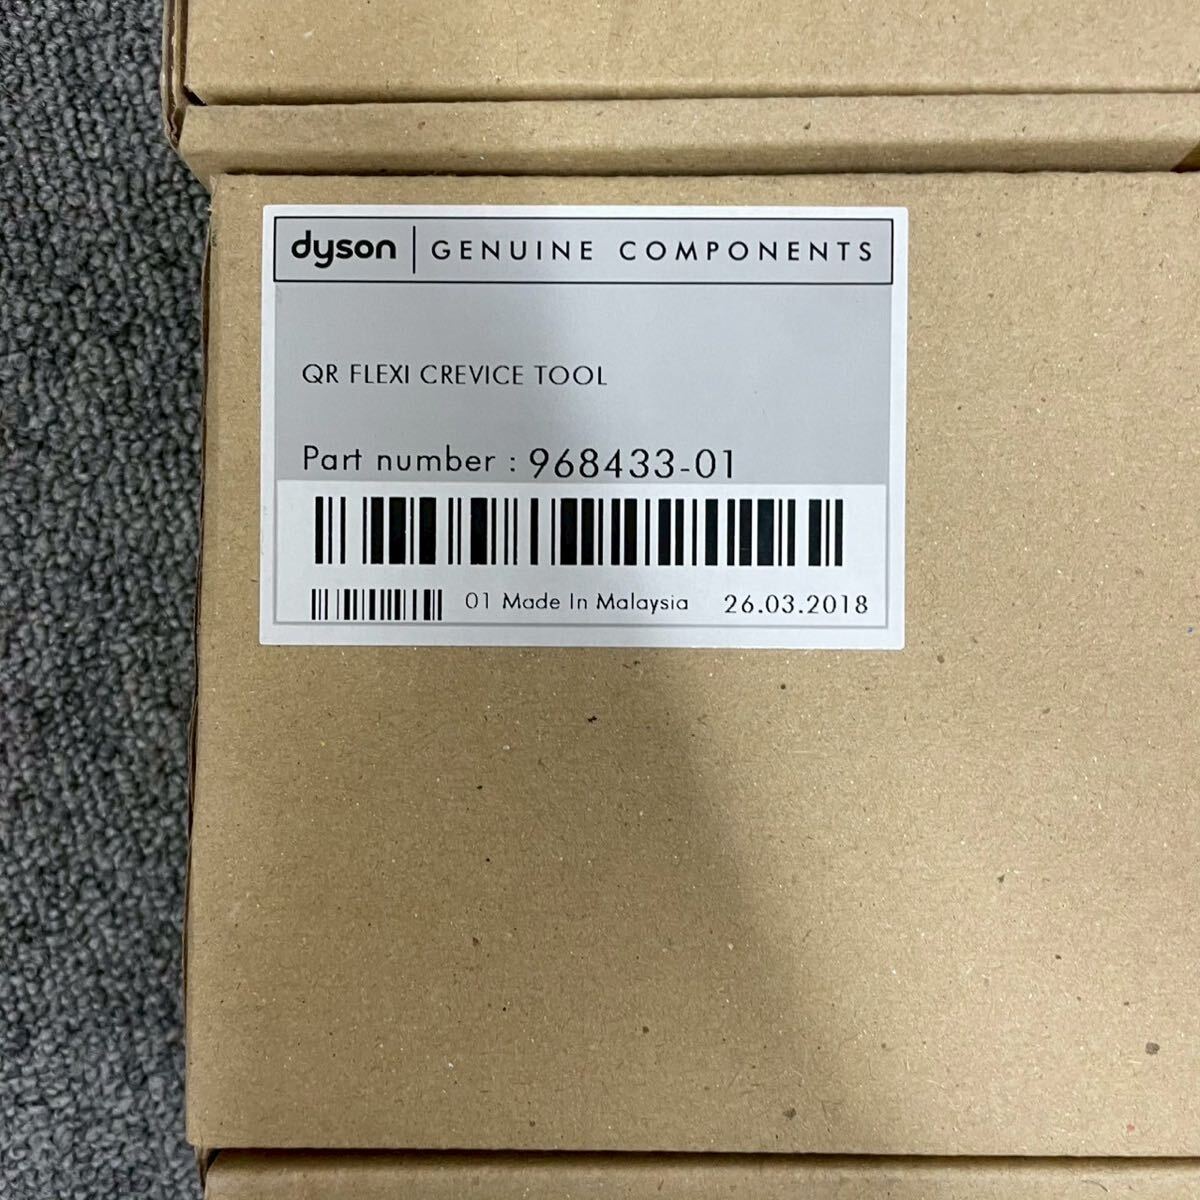 dyson | GENUINE COMPONENTS
QR FLEXI CREVICE TOOL
Part number : 968433-01
01 Made In Malaysia 26.03.2018